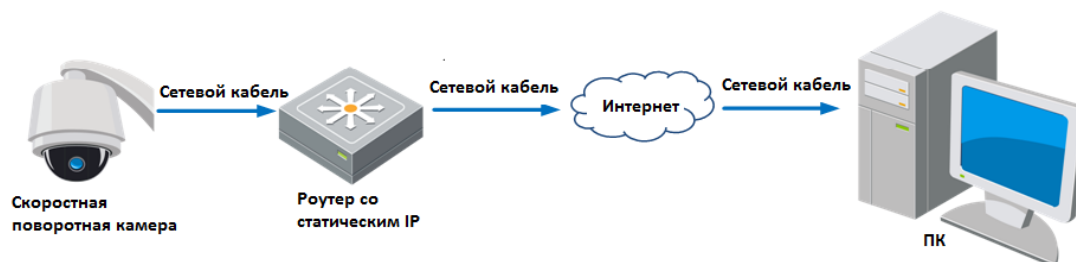 Сетевой кабель
Сетевой кабель
Сетевой кабель
Интернет
Скоростная
поворотная камера
Роутер со
статическим IP
ПК